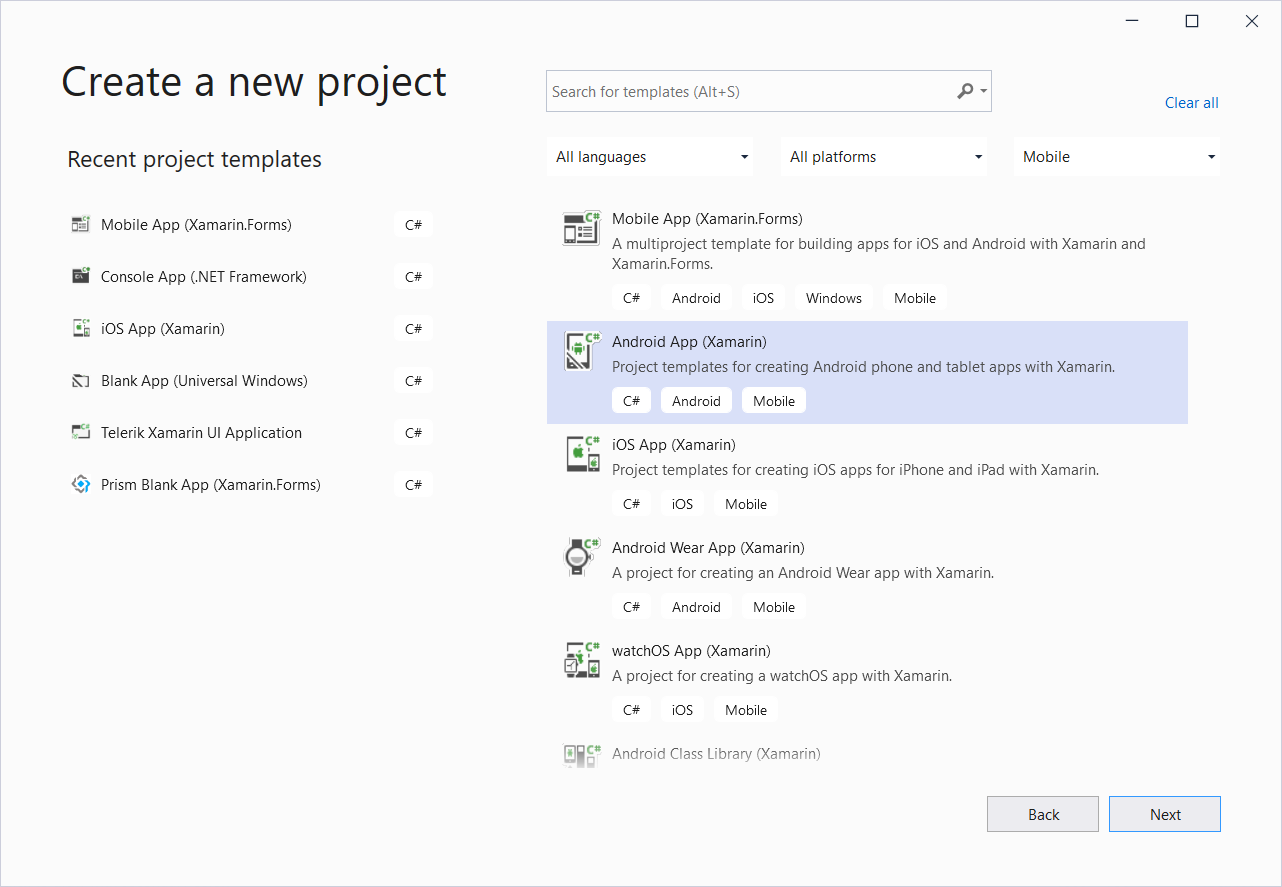 Create a new project
Search for templates (Alt+S)
Clear all
Recent project templates
All languages
All platforms
Mobile
Mobile App (Xamarin.Forms) C#
Console App (.NET Framework) C#
iOS App (Xamarin) C#
Blank App (Universal Windows) C#
Telerik Xamarin UI Application C#
Prism Blank App (Xamarin.Forms) C#
Mobile App (Xamarin.Forms)
A multiproject template for building apps for iOS and Android with Xamarin and
Xamarin.Forms.
C# Android iOS Windows Mobile
Android App (Xamarin)
Project templates for creating Android phone and tablet apps with Xamarin.
C# Android Mobile
iOS App (Xamarin)
Project templates for creating iOS apps for iPhone and iPad with Xamarin.
C# iOS Mobile
Android Wear App (Xamarin)
A project for creating an Android Wear app with Xamarin.
C# Android Mobile
watchOS App (Xamarin)
A project for creating a watchOS app with Xamarin.
C# iOS Mobile
Android Class Library (Xamarin)
Back
Next